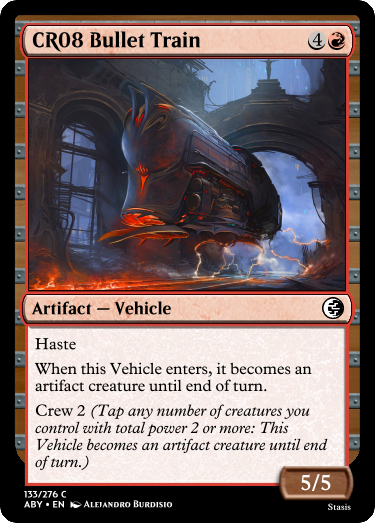 CR08 Bullet Train
4
Artifact — Vehicle
Haste
When this Vehicle enters, it becomes an
artifact creature until end of turn.
Crew 2 (Tap any number of creatures you
control with total power 2 or more: This
Vehicle becomes an artifact creature until end
of turn.)
5/5
133/276 C
ABY • EN Alejandro Burdisio
Stasis